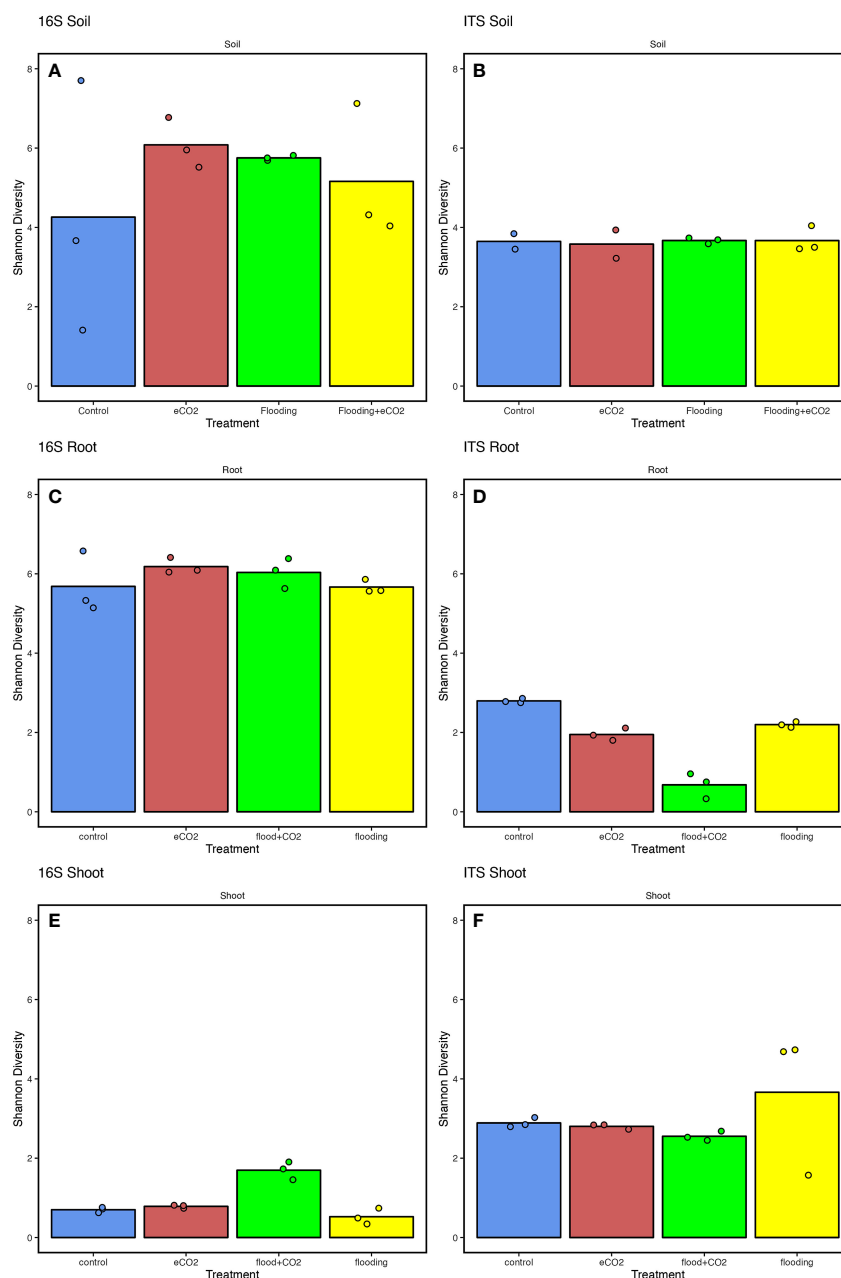 16S Soil
Soil
A
8
6
4
2
0
Shannon Diversity
Control eCO2 Flooding Flooding+eCO2
Treatment
ITS Soil
Soil
B
8
6
4
2
0
Shannon Diversity
Control eCO2 Flooding Flooding+eCO2
Treatment
16S Root
Root
C
8
6
4
2
0
Shannon Diversity
control eCO2 flood+CO2 flooding
Treatment
ITS Root
Root
D
8
6
4
2
0
Shannon Diversity
control eCO2 flood+CO2 flooding
Treatment
16S Shoot
Shoot
E
8
6
4
2
0
Shannon Diversity
control eCO2 flood+CO2 flooding
Treatment
ITS Shoot
Shoot
F
8
6
4
2
0
Shannon Diversity
control eCO2 flood+CO2 flooding
Treatment